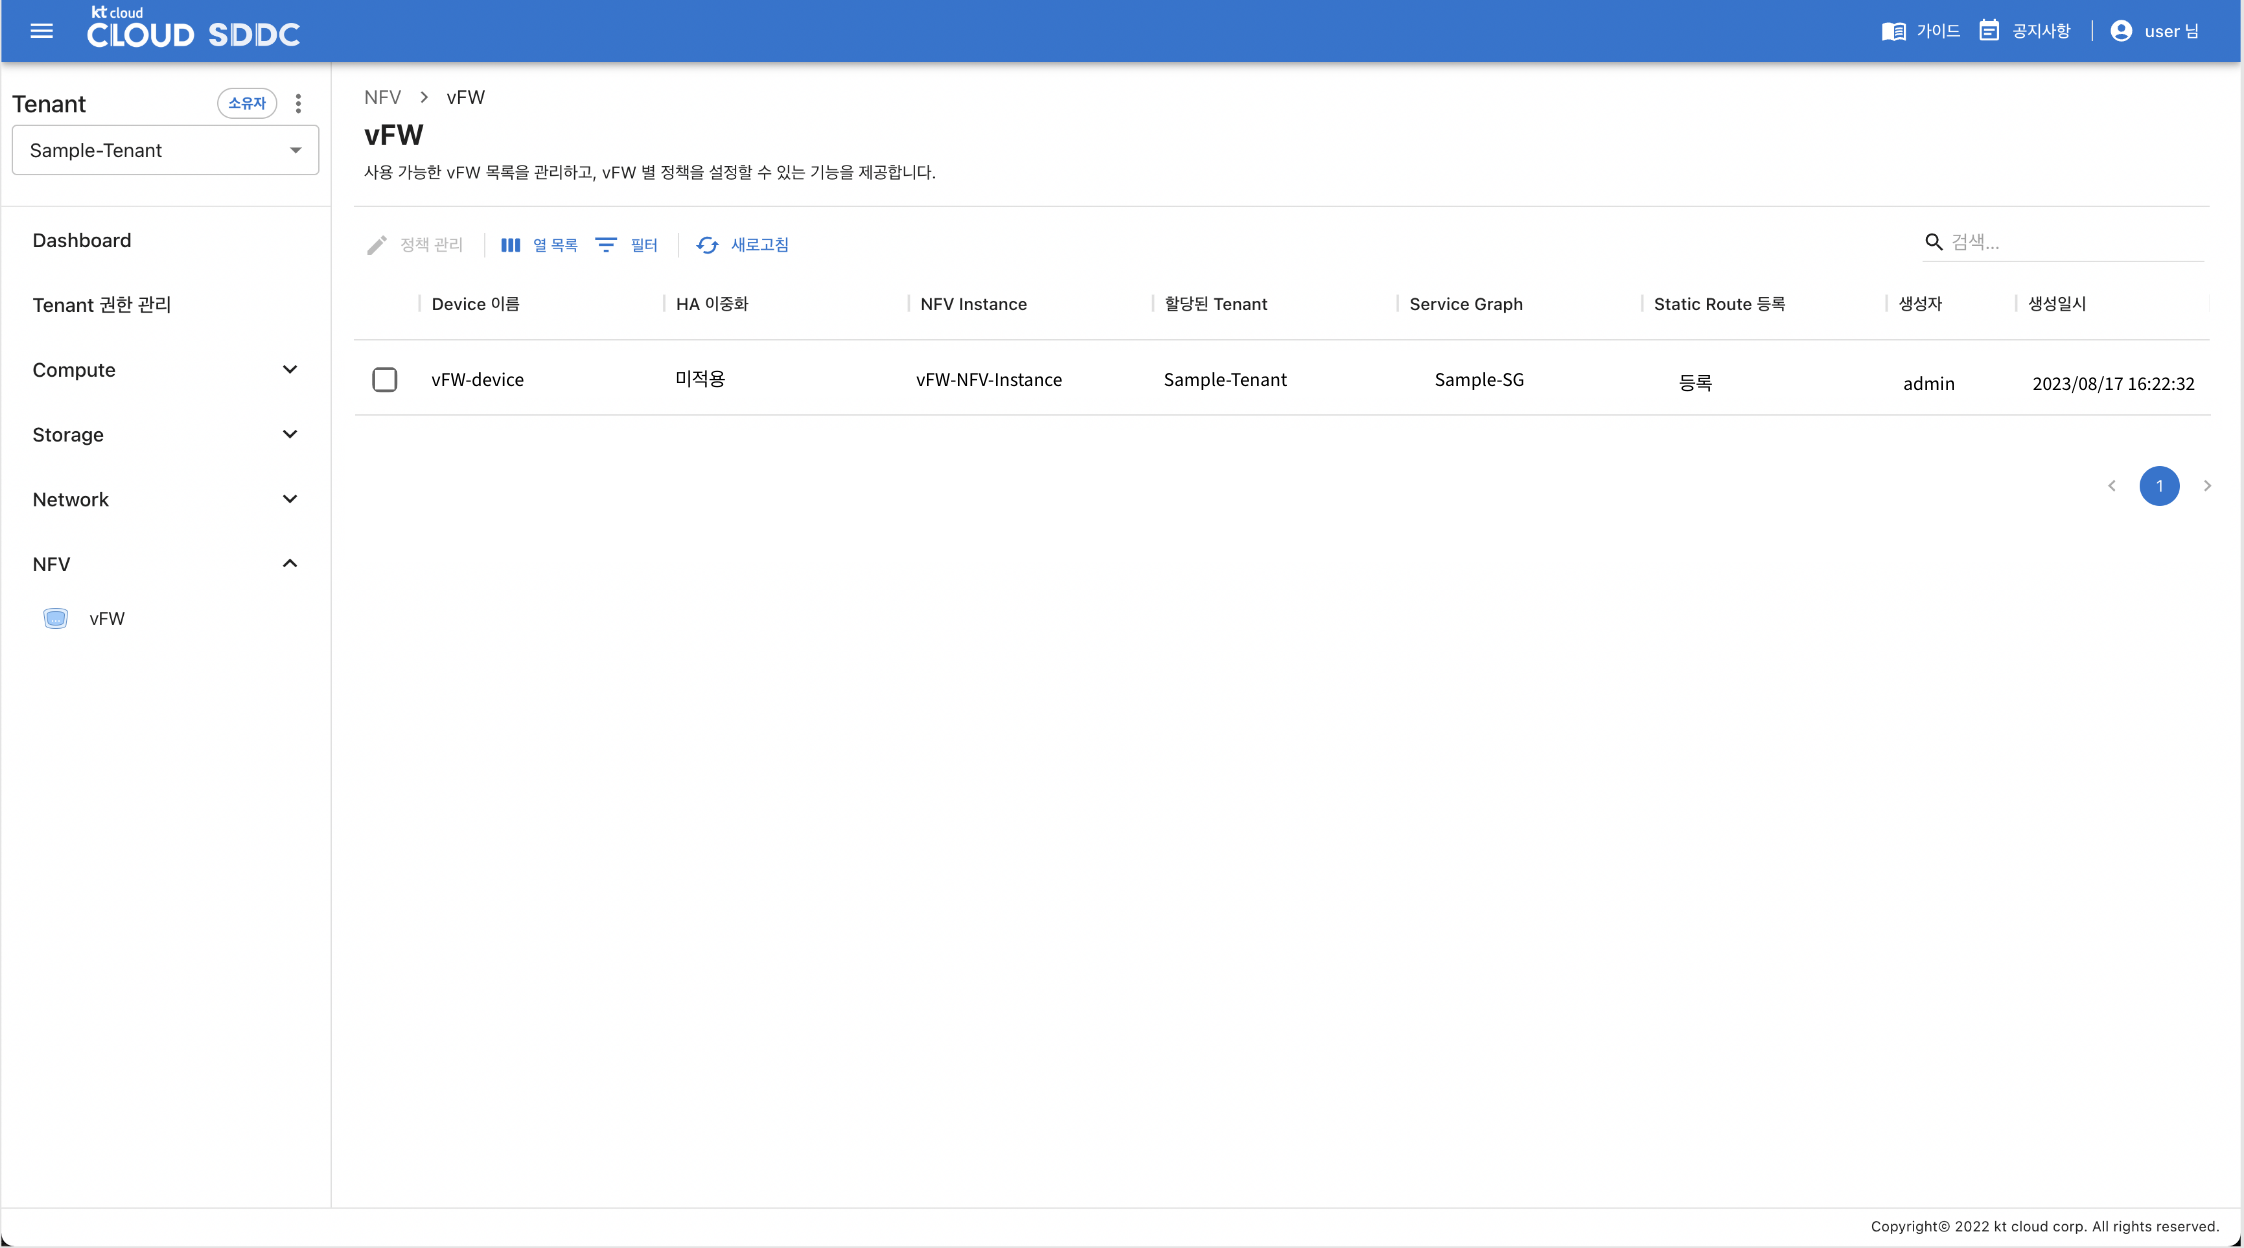 kt cloud
CLOUD SDDC
가이드 공지사항 user 님
Tenant 소유자
Sample-Tenant
Dashboard
Tenant 권한 관리
Compute
Storage
Network
NFV
vFW
NFV > vFW
vFW
사용 가능한 vFW 목록을 관리하고, vFW 별 정책을 설정할 수 있는 기능을 제공합니다.
정책 관리 열 목록 필터 새로고침 검색...
Device 이름 HA 이중화 NFV Instance 할당된 Tenant Service Graph Static Route 등록 생성자 생성일시
vFW-device 미적용 vFW-NFV-Instance Sample-Tenant Sample-SG 등록 admin 2023/08/17 16:22:32
1
Copyright© 2022 kt cloud corp. All rights reserved.